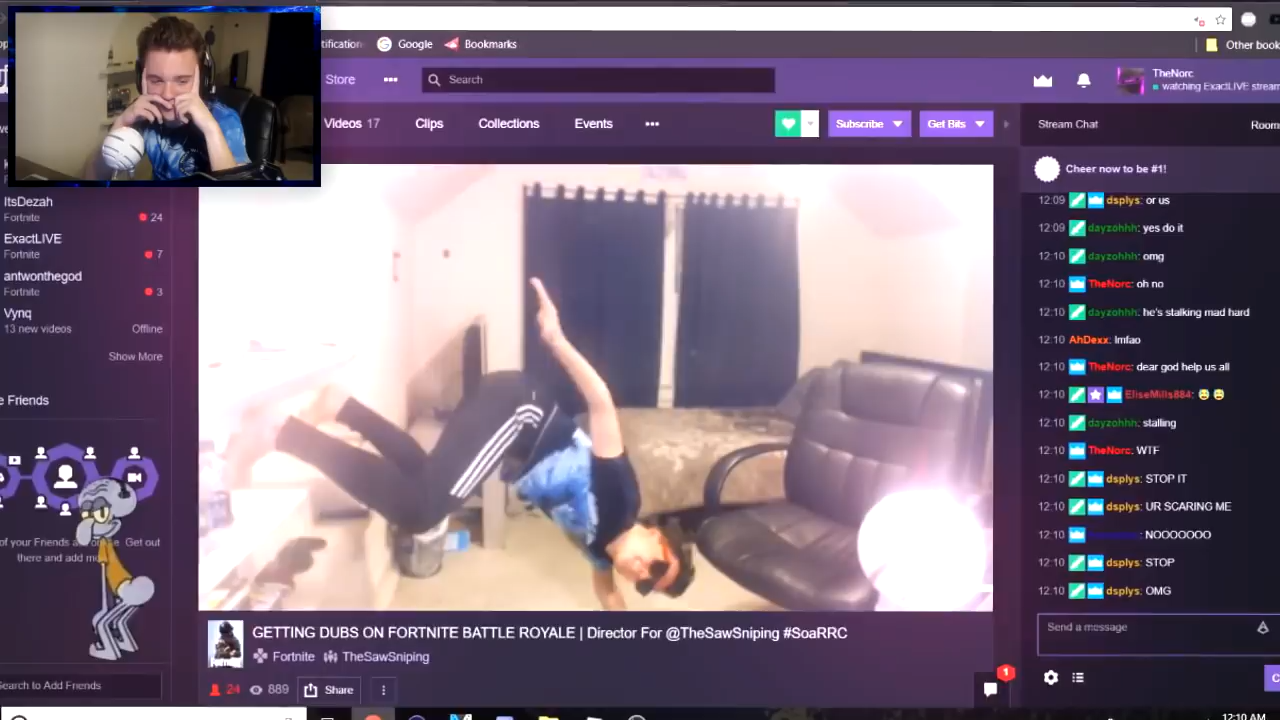 Google
Bookmarks
Other book
Store
Search
TheNorc
watching ExactLIVE stream
Videos 17
Clips
Collections
Events
Subscribe
Get Bits
Stream Chat
Room
Cheer now to be #1!
ItsDezah
Fortnite 24
ExactLIVE
Fortnite 7
antwonthegod
Fortnite 3
Vynq
13 new videos Offline
Show More
e Friends
of your Friends
Get out
there and add
Search to Add Friends
12:09 dsplys: or us
12:09 dayzohhh: yes do it
12:10 dayzohhh: omg
12:10 TheNorc: oh no
12:10 dayzohhh: he's stalking mad hard
12:10 AhDexx: lmfao
12:10 TheNorc: dear god help us all
12:10 EliseMills884:
12:10 dayzohhh: stalling
12:10 TheNorc: WTF
12:10 dsplys: STOP IT
12:10 dsplys: UR SCARING ME
12:10 : NOOOOOOO
12:10 dsplys: STOP
12:10 dsplys: OMG
Send a message
GETTING DUBS ON FORTNITE BATTLE ROYALE | Director For @TheSawSniping #SoaRRC
Fortnite TheSawSniping
24 889 Share
1
12:10 AM